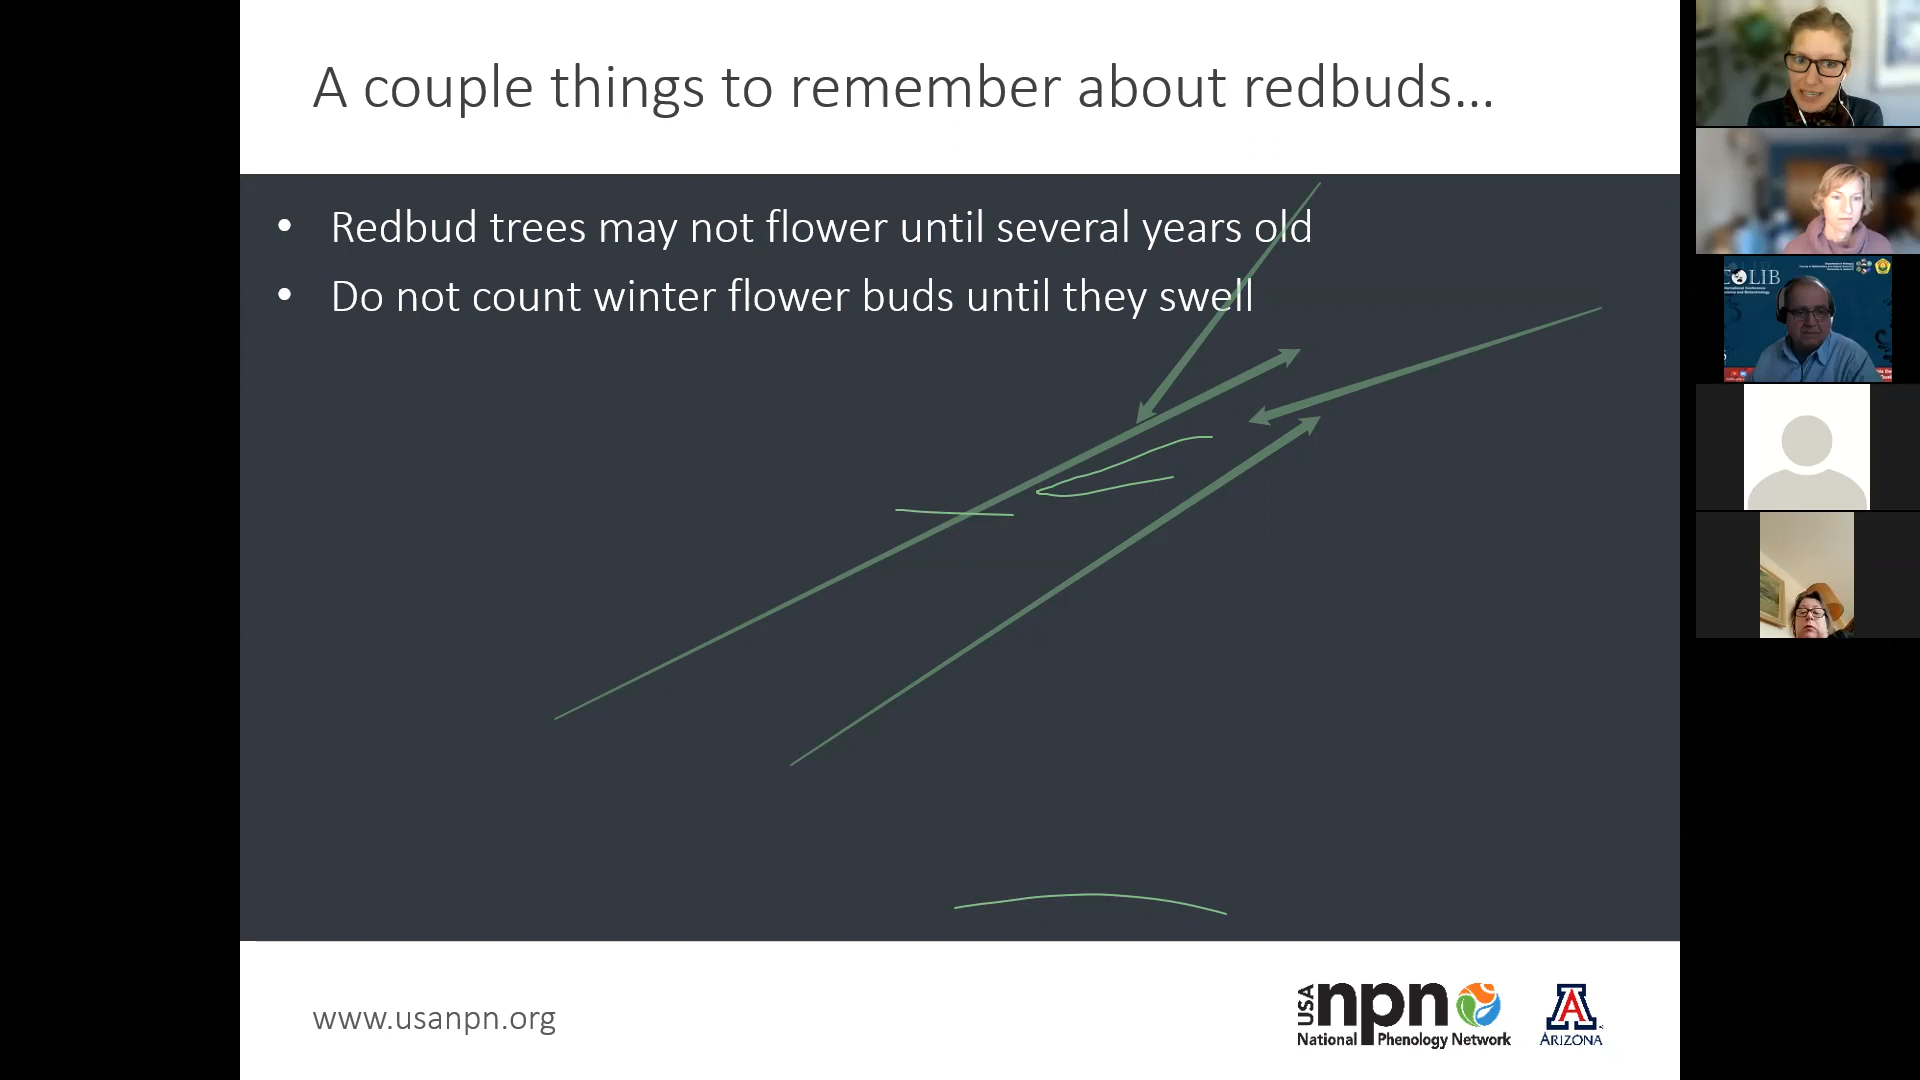 A couple things to remember about redbuds...
• Redbud trees may not flower until several years old
• Do not count winter flower buds until they swell
www.usanpn.org
USA npn
National Phenology Network
A
ARIZONA
COLIB